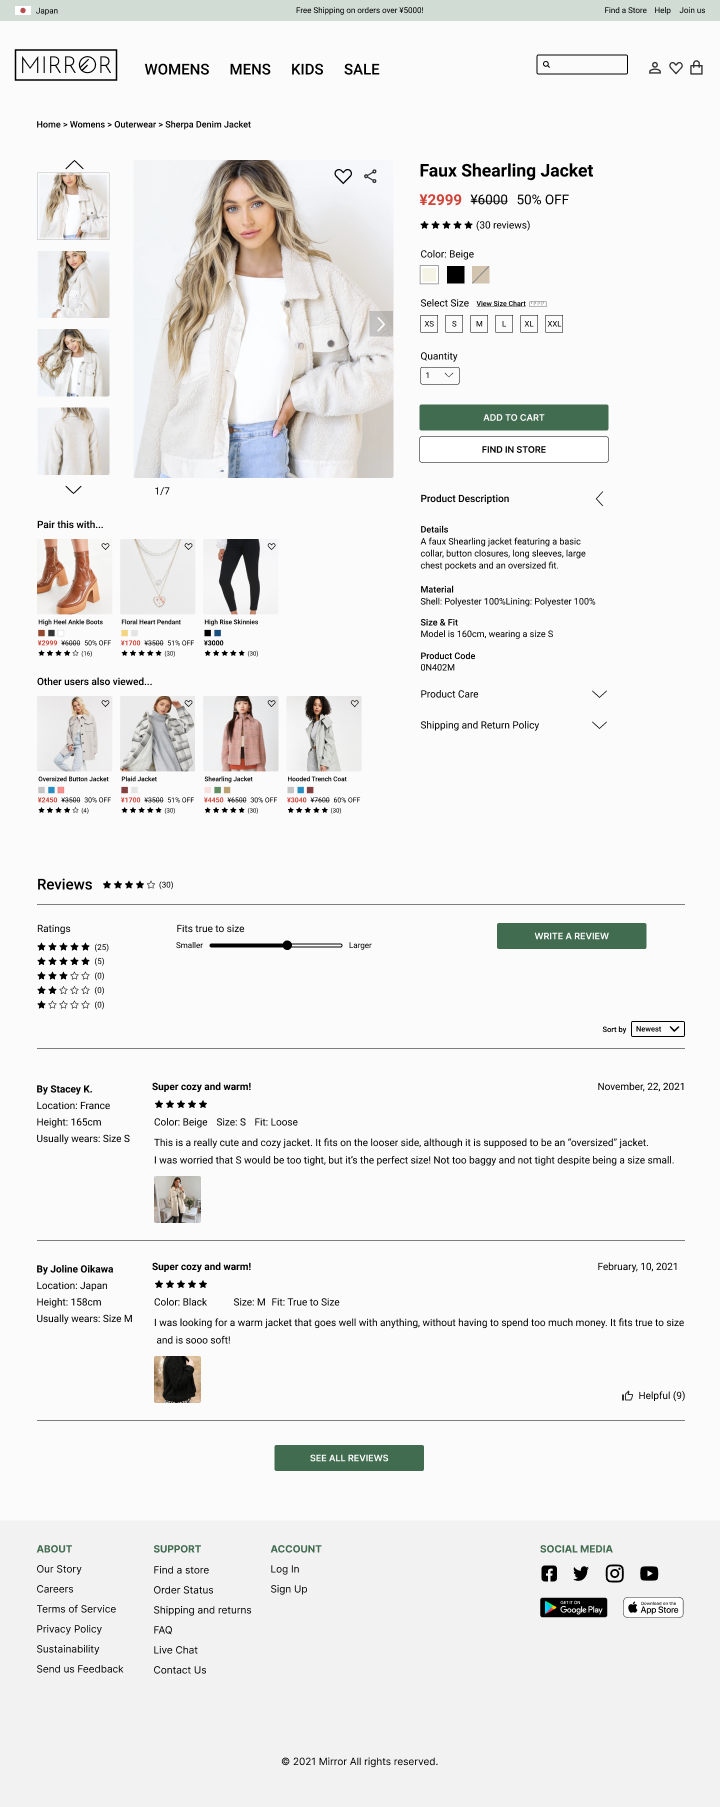 Japan
Free Shipping on orders over ¥5000!
Find a Store Help Join us
MIRROR
WOMENS MENS KIDS SALE
Home > Womens > Outerwear > Sherpa Denim Jacket
Faux Shearling Jacket
¥2999 ¥6000 50% OFF
(30 reviews)
Color: Beige
Select Size View Size Chart
XS S M L XL XXL
Quantity
1
ADD TO CART
FIND IN STORE
1/7
Product Description
Details
A faux Shearling jacket featuring a basic
collar, button closures, long sleeves, large
chest pockets and an oversized fit.
Material
Shell: Polyester 100%Lining: Polyester 100%
Size & Fit
Model is 160cm, wearing a size S
Product Code
0N402M
Product Care
Shipping and Return Policy
Pair this with...
High Heel Ankle Boots
¥2999 ¥6000 50% OFF
(16)
Floral Heart Pendant
¥1700 ¥3500 51% OFF
(30)
High Rise Skinnies
¥3000
(30)
Other users also viewed...
Oversized Button Jacket
¥2450 ¥3500 30% OFF
(4)
Plaid Jacket
¥1700 ¥3500 51% OFF
(30)
Shearling Jacket
¥4450 ¥6500 30% OFF
(30)
Hooded Trench Coat
¥3040 ¥7600 60% OFF
(30)
Reviews (30)
Ratings
(25)
(5)
(0)
(0)
(0)
Fits true to size
Smaller Larger
WRITE A REVIEW
Sort by Newest
By Stacey K.
Location: France
Height: 165cm
Usually wears: Size S
Super cozy and warm!
November, 22, 2021
Color: Beige Size: S Fit: Loose
This is a really cute and cozy jacket. It fits on the looser side, although it is supposed to be an “oversized” jacket.
I was worried that S would be too tight, but it’s the perfect size! Not too baggy and not tight despite being a size small.
By Joline Oikawa
Location: Japan
Height: 158cm
Usually wears: Size M
Super cozy and warm!
February, 10, 2021
Color: Black Size: M Fit: True to Size
I was looking for a warm jacket that goes well with anything, without having to spend too much money. It fits true to size
and is sooo soft!
Helpful (9)
SEE ALL REVIEWS
ABOUT
Our Story
Careers
Terms of Service
Privacy Policy
Sustainability
Send us Feedback
SUPPORT
Find a store
Order Status
Shipping and returns
FAQ
Live Chat
Contact Us
ACCOUNT
Log In
Sign Up
SOCIAL MEDIA
GET IT ON
Google Play
Download on the
App Store
© 2021 Mirror All rights reserved.